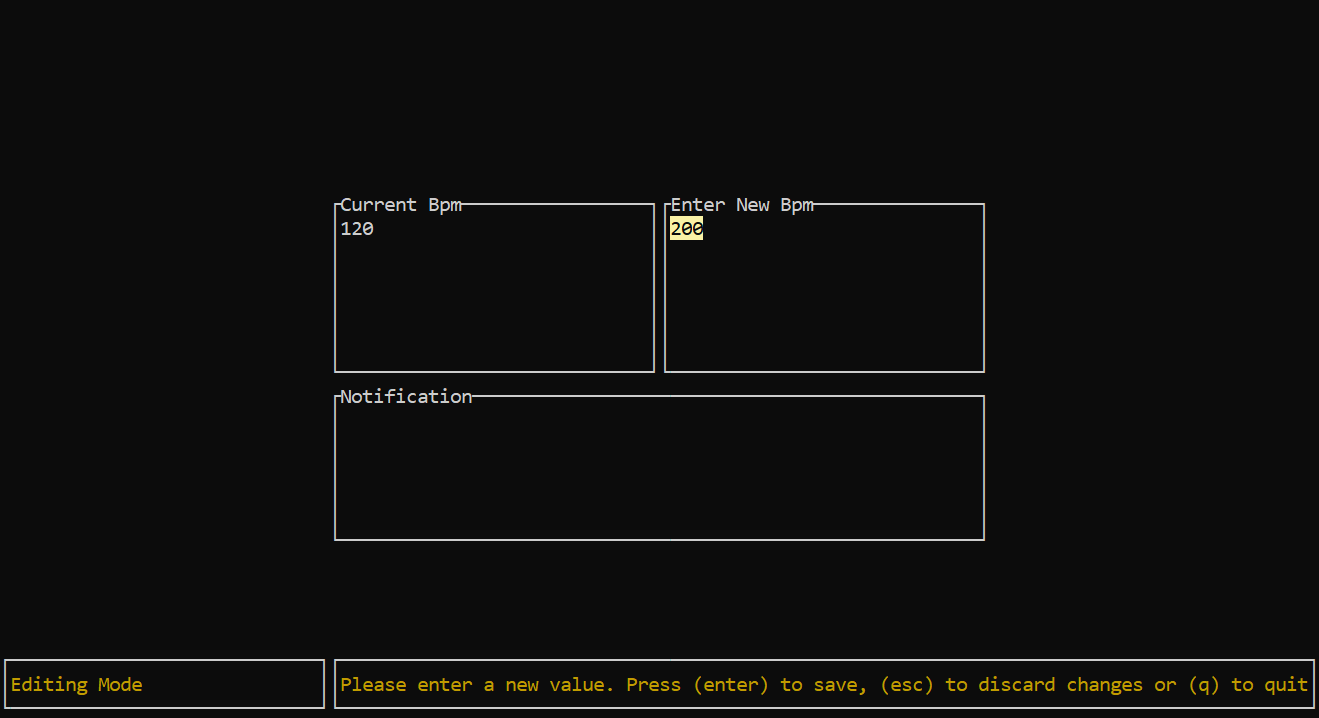 Current Bpm
Enter New Bpm
120
200
Notification
Editing Mode
Please enter a new value. Press (enter) to save, (esc) to discard changes or (q) to quit